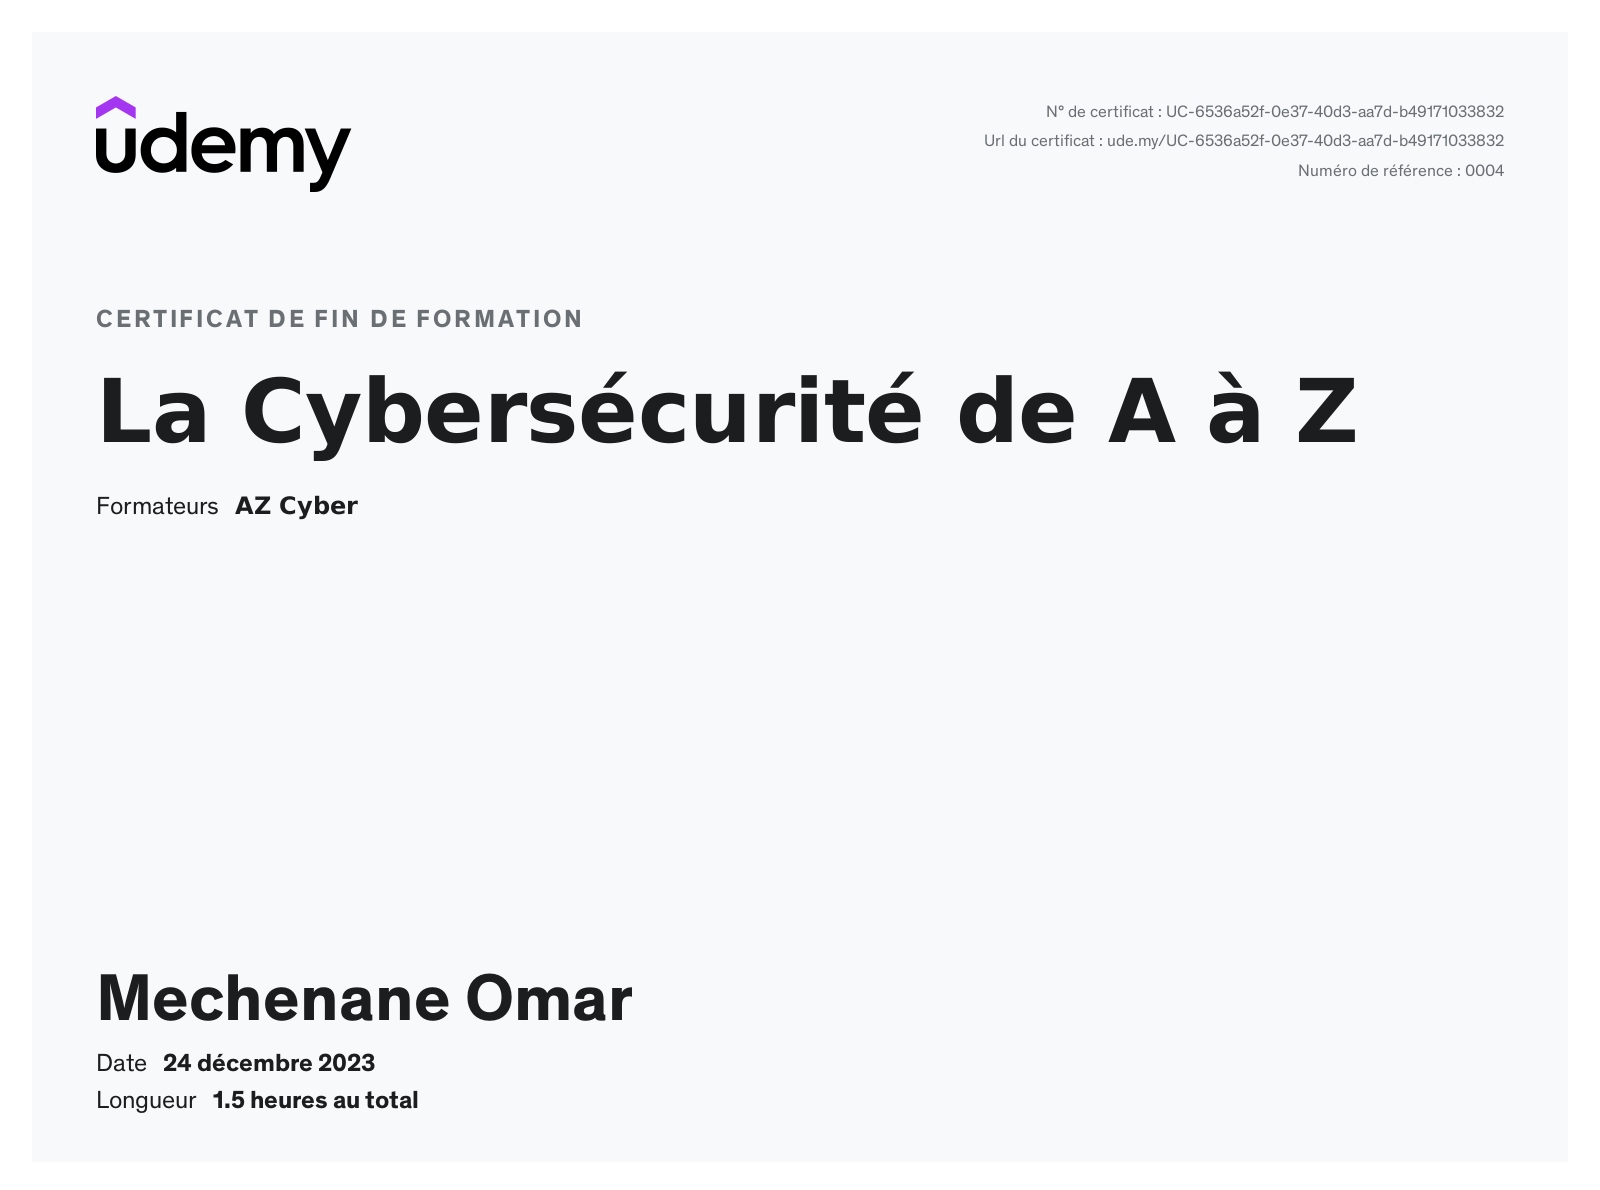 udemy
N° de certificat : UC-6536a52f-0e37-40d3-aa7d-b49171033832
Url du certificat : ude.my/UC-6536a52f-0e37-40d3-aa7d-b49171033832
Numéro de référence : 0004
CERTIFICAT DE FIN DE FORMATION
La Cybersécurité de A à Z
Formateurs AZ Cyber
Mechenane Omar
Date 24 décembre 2023
Longueur 1.5 heures au total